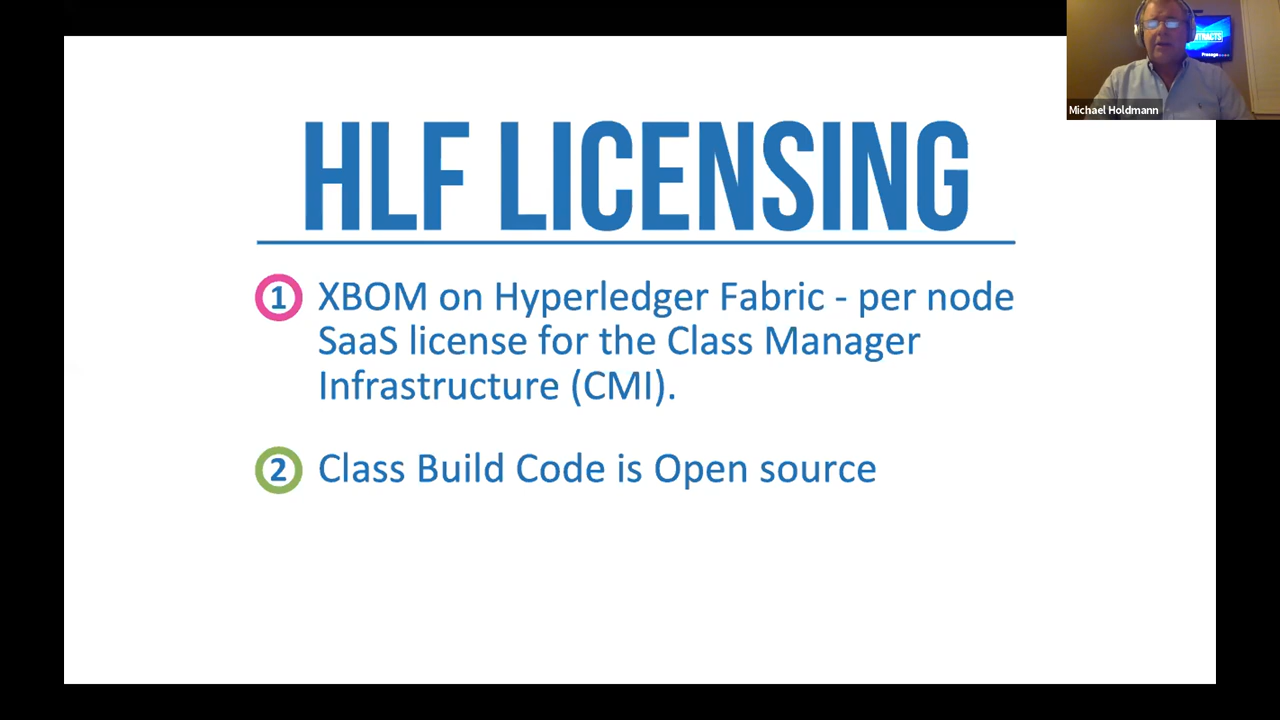 HLF LICENSING
1 XBOM on Hyperledger Fabric - per node
SaaS license for the Class Manager
Infrastructure (CMI).
2 Class Build Code is Open source
Michael Holdmann